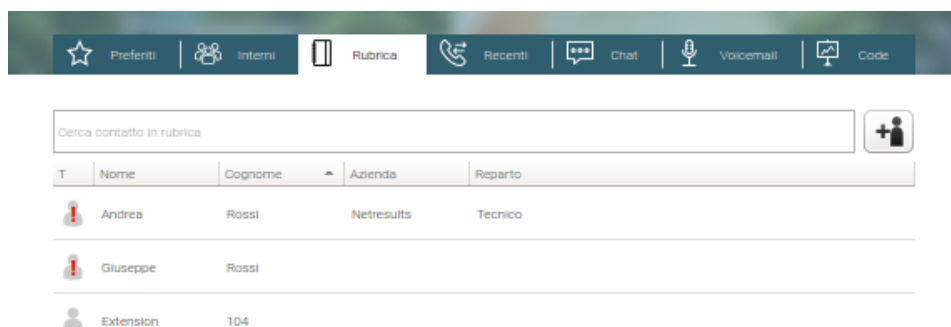 Preferiti Interni Rubrica Recenti Chat Voicemail Code
Cerca contatto in rubrica
T Nome Cognome Azienda Reparto
Andrea Rossi Netresults Tecnico
Giuseppe Rossi
Extension 104